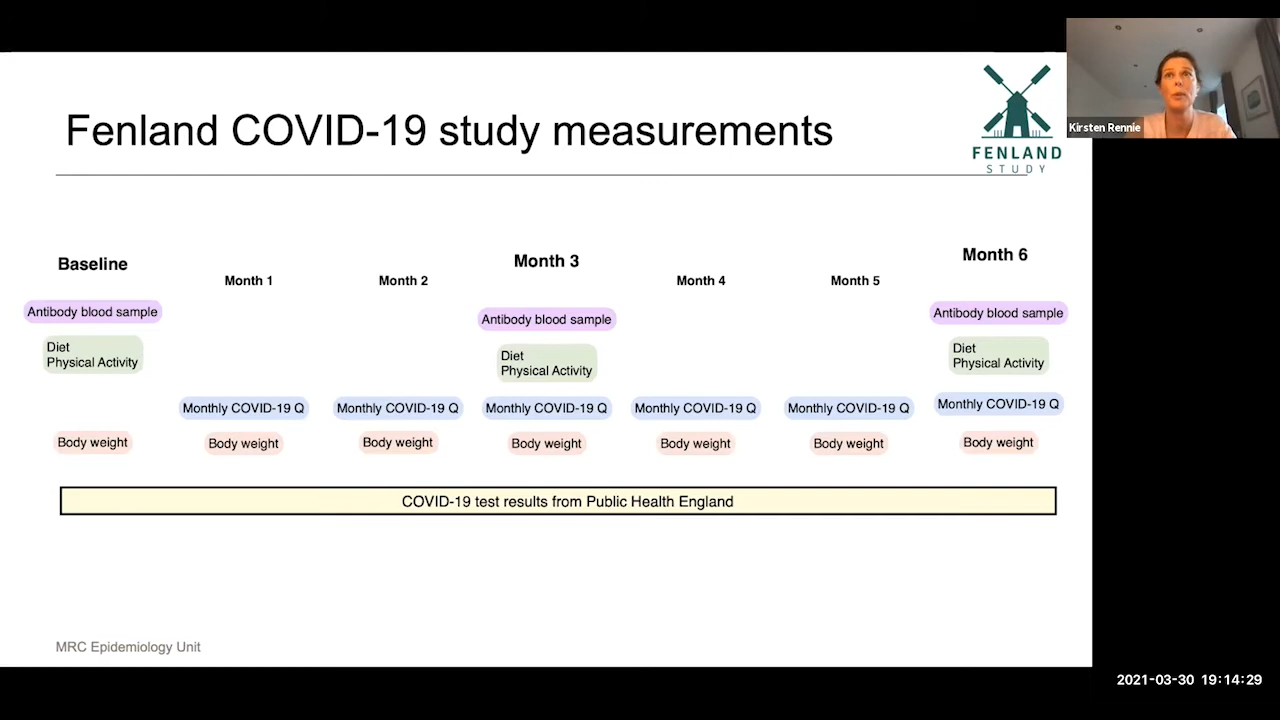 Fenland COVID-19 study measurements
FENLAND
STUDY
Kirsten Rennie
Baseline
Month 1
Month 2
Month 3
Month 4
Month 5
Month 6
Antibody blood sample
Antibody blood sample
Antibody blood sample
Diet
Physical Activity
Diet
Physical Activity
Diet
Physical Activity
Monthly COVID-19 Q
Monthly COVID-19 Q
Monthly COVID-19 Q
Monthly COVID-19 Q
Monthly COVID-19 Q
Monthly COVID-19 Q
Body weight
Body weight
Body weight
Body weight
Body weight
Body weight
Body weight
COVID-19 test results from Public Health England
MRC Epidemiology Unit
2021-03-30 19:14:29